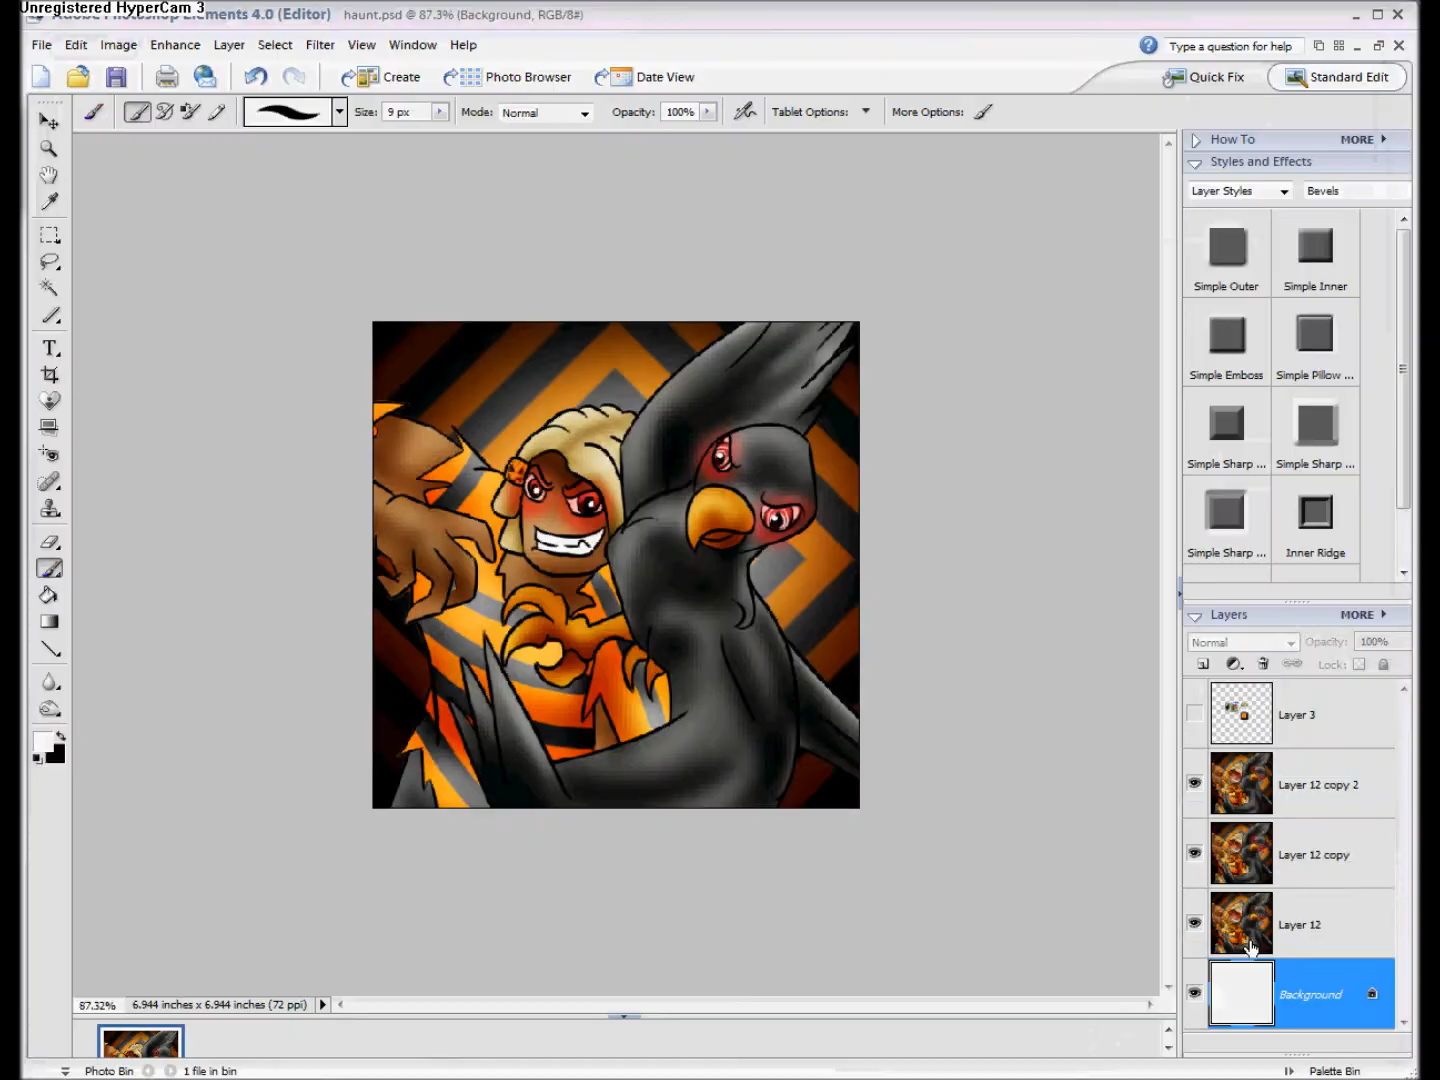 Unregistered HyperCam 3
Adobe Photoshop Elements 4.0 (Editor) haunt.psd @ 87.3% (Background, RGB/8#)
File Edit Image Enhance Layer Select Filter View Window Help
Type a question for help
Create Photo Browser Date View Quick Fix Standard Edit
Size: 9 px Mode: Normal Opacity: 100% Tablet Options: More Options:
How To MORE
Styles and Effects
Layer Styles Bevels
Simple Outer Simple Inner
Simple Emboss Simple Pillow ...
Simple Sharp ... Simple Sharp ...
Simple Sharp ... Inner Ridge
Layers MORE
Normal Opacity: 100%
Lock:
Layer 3
Layer 12 copy 2
Layer 12 copy
Layer 12
Background
87.32% 6.944 inches x 6.944 inches (72 ppi)
Photo Bin 1 file in bin Palette Bin